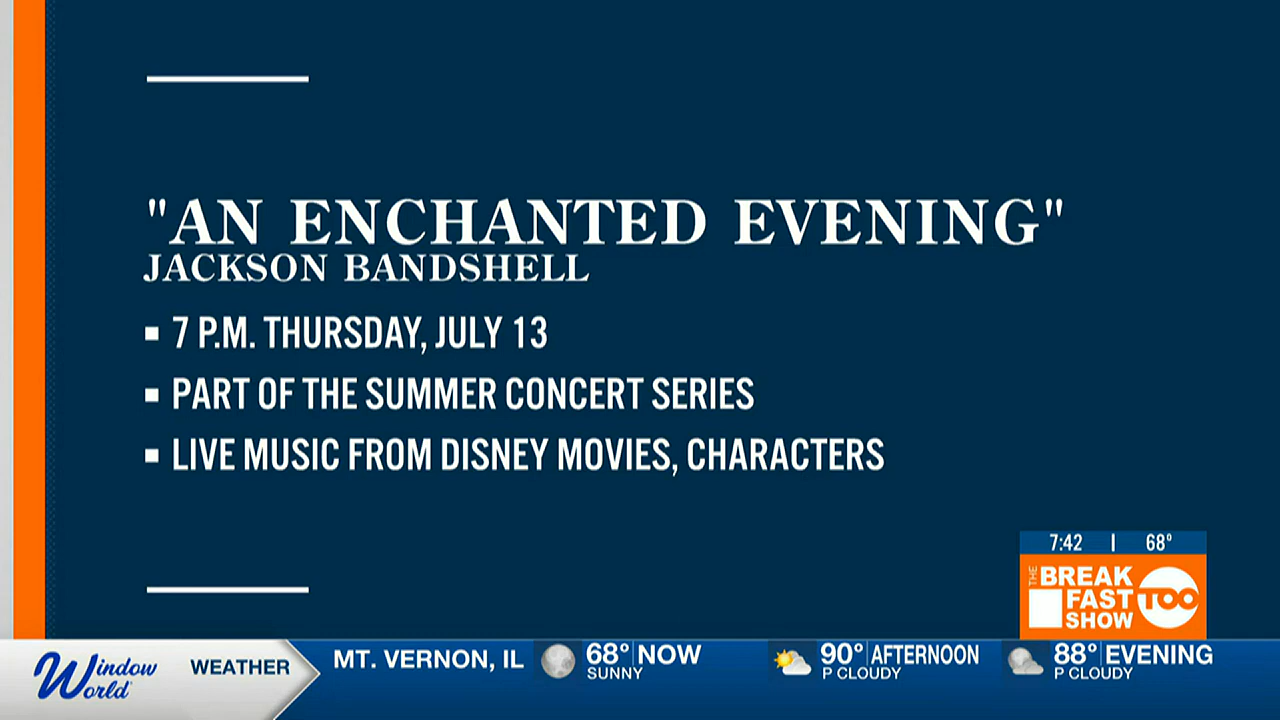 "AN ENCHANTED EVENING"
JACKSON BANDSHELL
7 P.M. THURSDAY, JULY 13
PART OF THE SUMMER CONCERT SERIES
LIVE MUSIC FROM DISNEY MOVIES, CHARACTERS
7:42 | 68°
THE BREAK FAST SHOW TOO
Window World
WEATHER
MT. VERNON, IL
68° NOW
SUNNY
90° AFTERNOON
P CLOUDY
88° EVENING
P CLOUDY